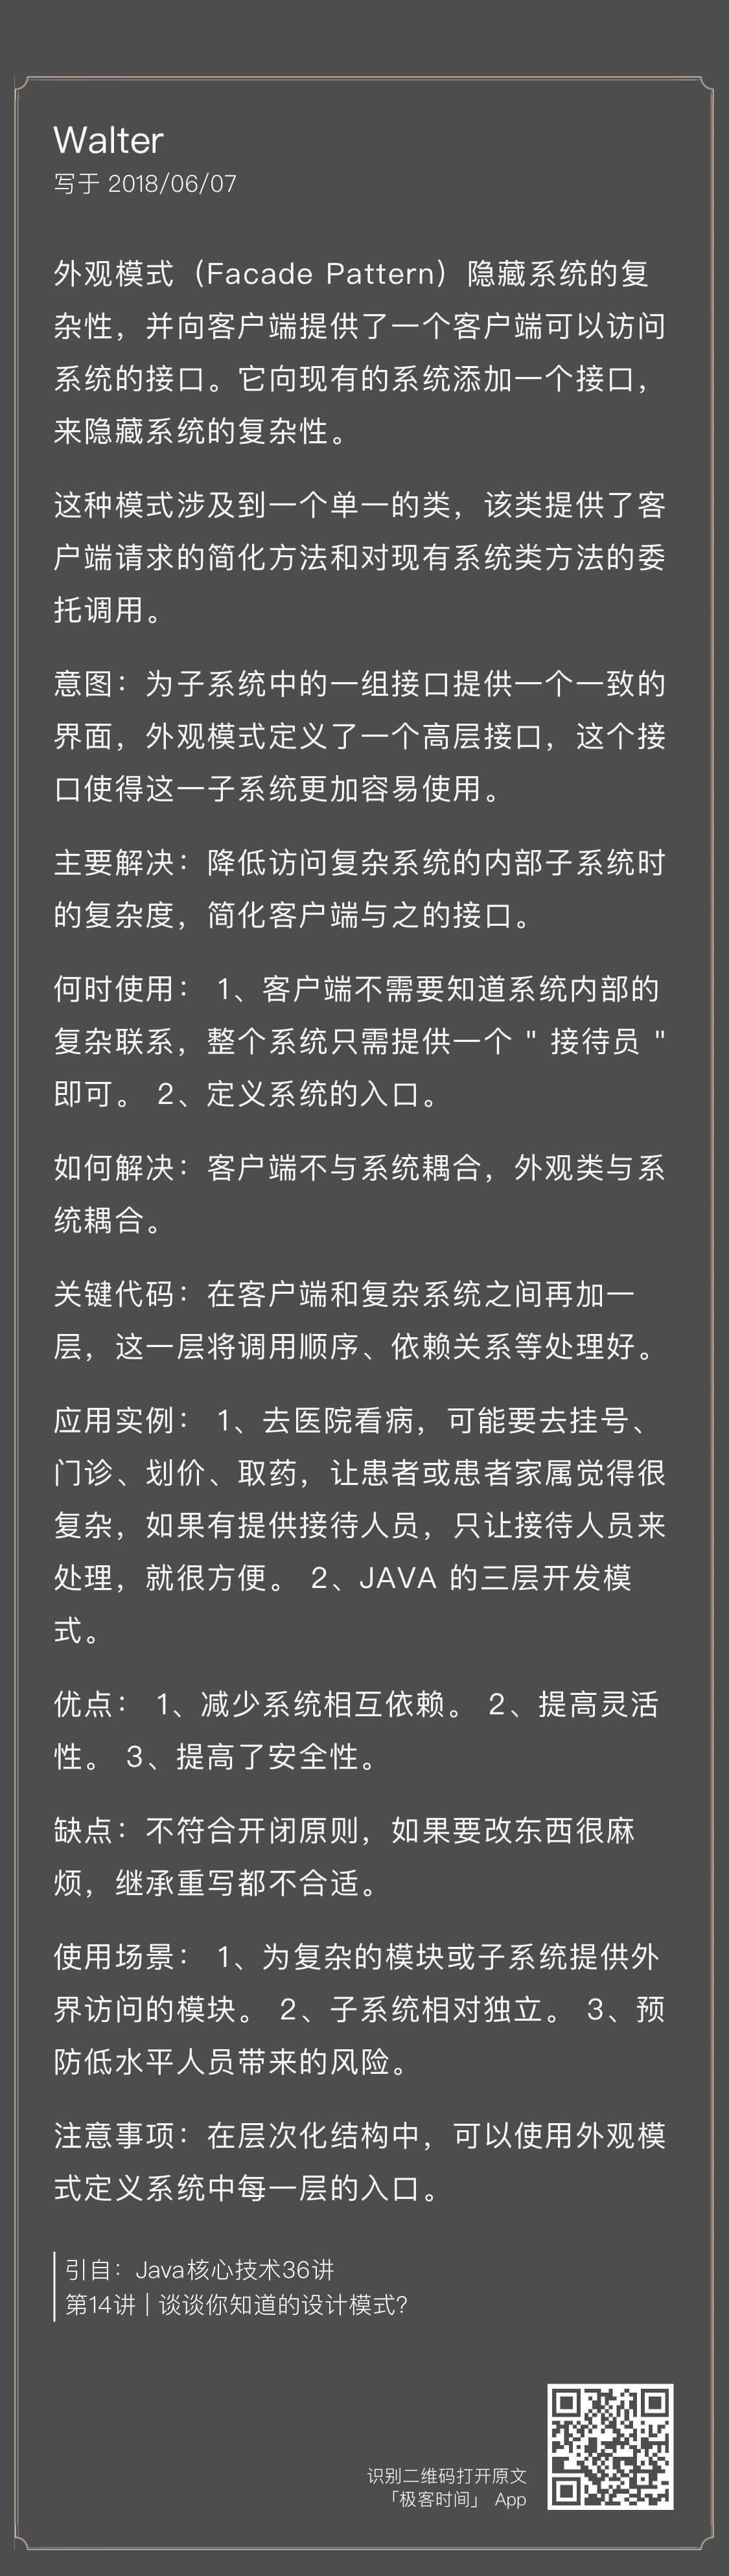 Walter
写于 2018/06/07
外观模式（Facade Pattern）隐藏系统的复
杂性，并向客户端提供了一个客户端可以访问
系统的接口。它向现有的系统添加一个接口，
来隐藏系统的复杂性。
这种模式涉及到一个单一的类，该类提供了客
户端请求的简化方法和对现有系统类方法的委
托调用。
意图：为子系统中的一组接口提供一个一致的
界面，外观模式定义了一个高层接口，这个接
口使得这一子系统更加容易使用。
主要解决：降低访问复杂系统的内部子系统时
的复杂度，简化客户端与之的接口。
何时使用： 1、客户端不需要知道系统内部的
复杂联系，整个系统只需提供一个 " 接待员 "
即可。 2、定义系统的入口。
如何解决：客户端不与系统耦合，外观类与系
统耦合。
关键代码：在客户端和复杂系统之间再加一
层，这一层将调用顺序、依赖关系等处理好。
应用实例： 1、去医院看病，可能要去挂号、
门诊、划价、取药，让患者或患者家属觉得很
复杂，如果有提供接待人员，只让接待人员来
处理，就很方便。 2、JAVA 的三层开发模
式。
优点： 1、减少系统相互依赖。 2、提高灵活
性。 3、提高了安全性。
缺点：不符合开闭原则，如果要改东西很麻
烦，继承重写都不合适。
使用场景： 1、为复杂的模块或子系统提供外
界访问的模块。 2、子系统相对独立。 3、预
防低水平人员带来的风险。
注意事项：在层次化结构中，可以使用外观模
式定义系统中每一层的入口。
引自：Java核心技术36讲
第14讲 | 谈谈你知道的设计模式？
识别二维码打开原文
「极客时间」 App